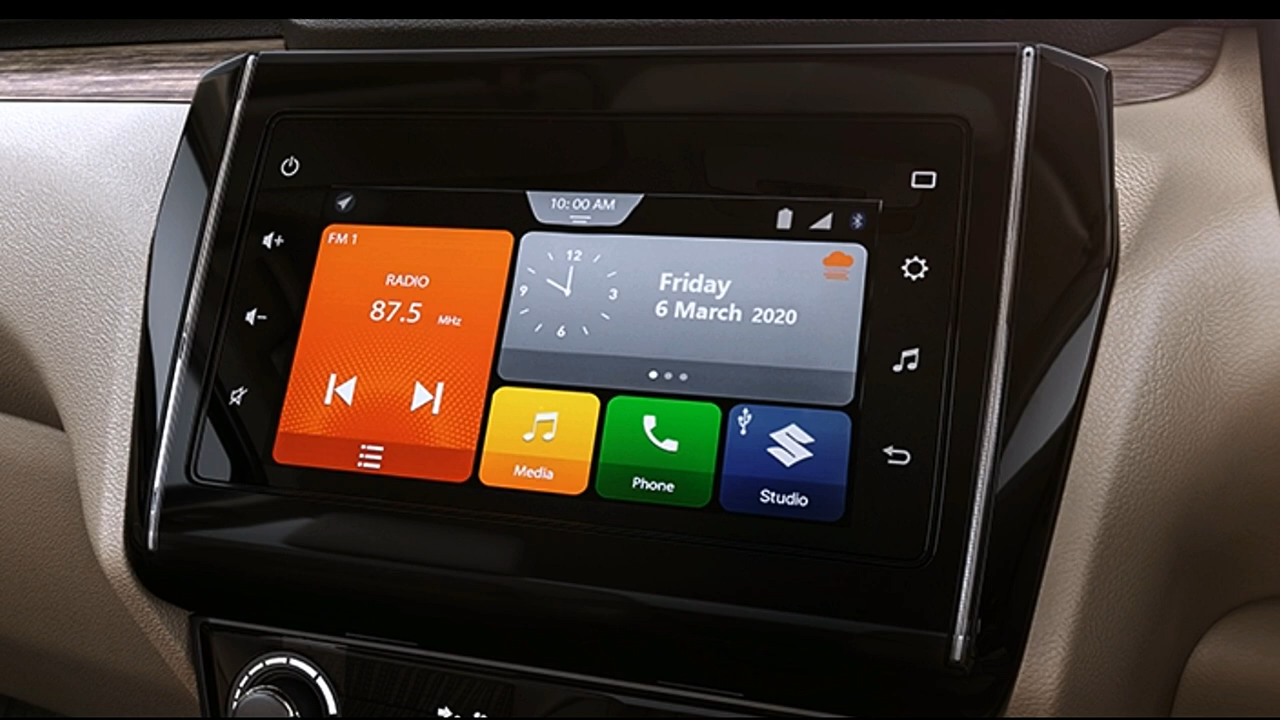 10: 00 AM
FM 1
RADIO
87.5 MHz
12
9 3
6
Friday
6 March 2020
Media
Phone
Studio